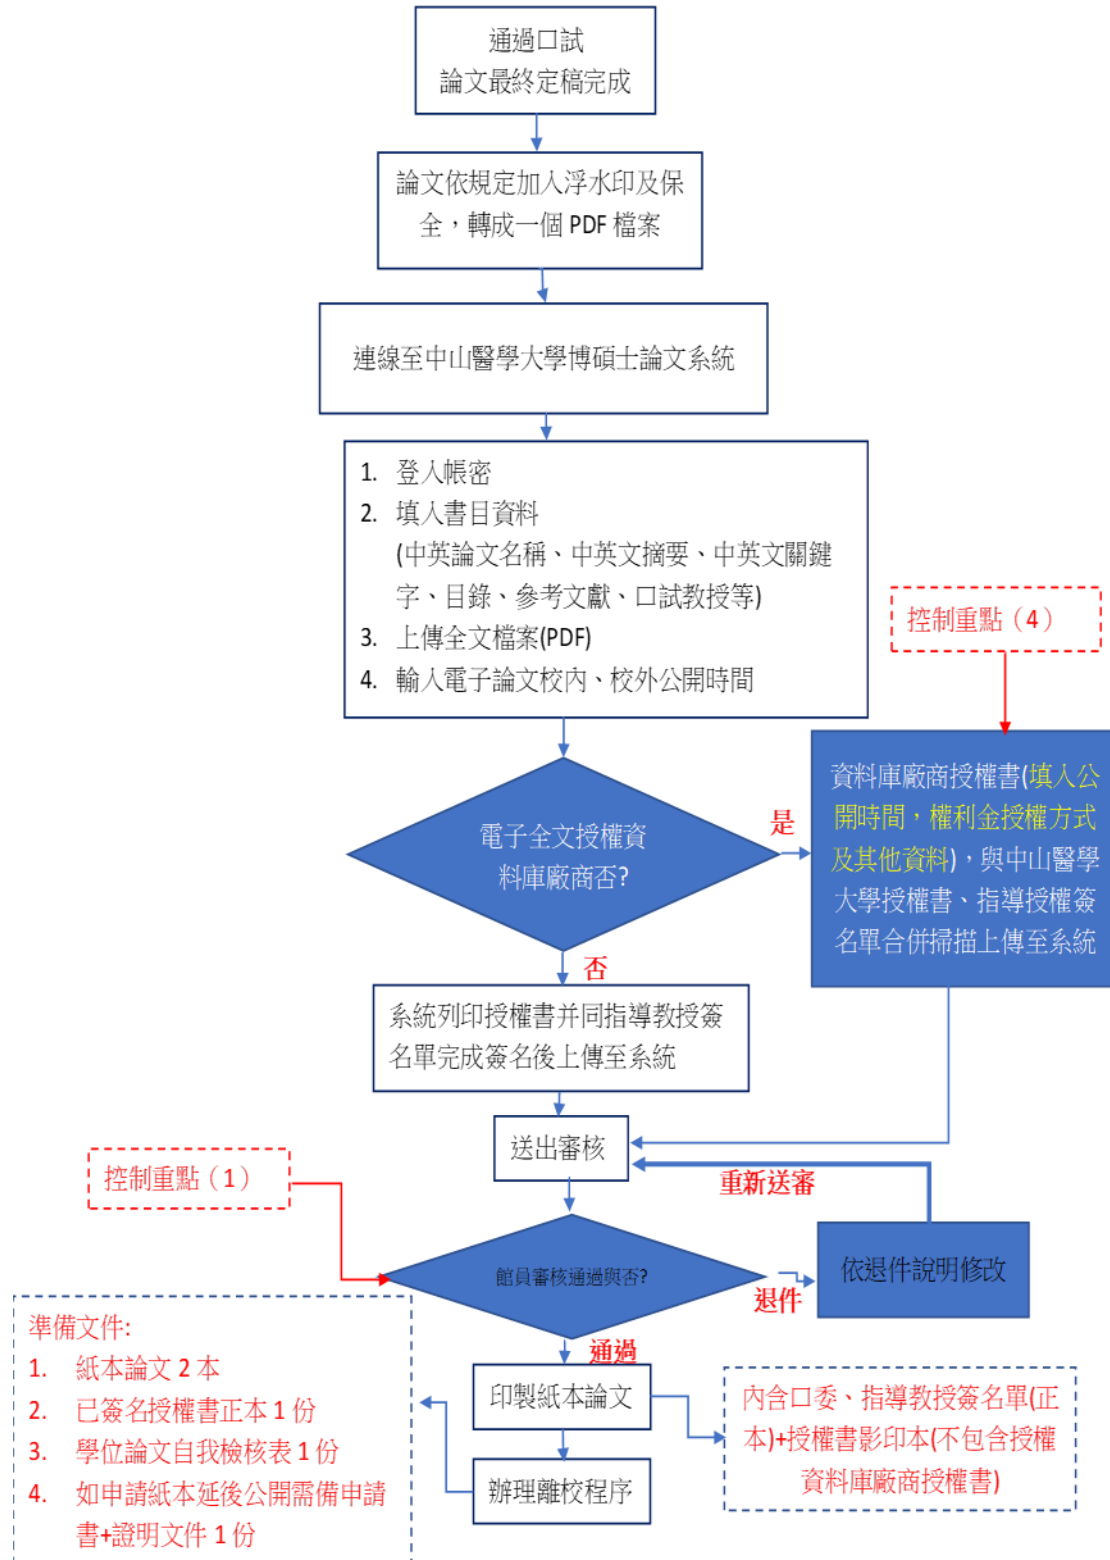 通過口試
論文最終定稿完成
論文依規定加入浮水印及保
全，轉成一個 PDF 檔案
連線至中山醫學大學博碩士論文系統
1. 登入帳密
2. 填入書目資料
(中英論文名稱、中英文摘要、中英文關鍵
字、目錄、參考文獻、口試教授等)
3. 上傳全文檔案(PDF)
4. 輸入電子論文校內、校外公開時間
控制重點（4）
電子全文授權資
料庫廠商否?
是
資料庫廠商授權書(填入公
開時間，權利金授權方式
及其他資料)，與中山醫學
大學授權書、指導授權簽
名單合併掃描上傳至系統
否
系統列印授權書并同指導教授簽
名單完成簽名後上傳至系統
送出審核
重新送審
控制重點（1）
館員審核通過與否?
退件
依退件說明修改
通過
印製紙本論文
內含口委、指導教授簽名單(正
本)+授權書影印本(不包含授權
資料庫廠商授權書)
辦理離校程序
準備文件:
1. 紙本論文 2 本
2. 已簽名授權書正本 1 份
3. 學位論文自我檢核表 1 份
4. 如申請紙本延後公開需備申請
書+證明文件 1 份